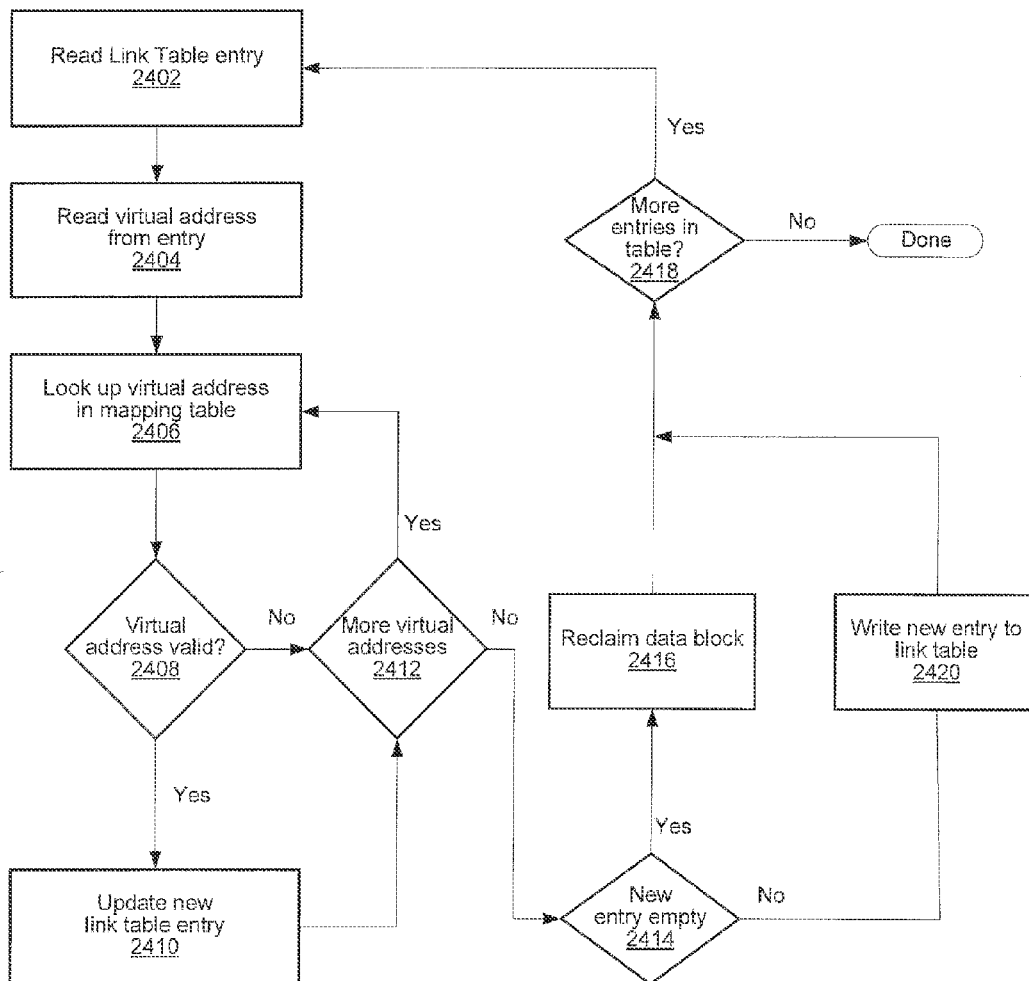 Read Link Table entry
2402
Yes
Read virtual address
from entry
2404
More
entries in
table?
2418
No
Done
Look up virtual address
in mapping table
2406
Yes
Virtual
address valid?
2408
No
More virtual
addresses
2412
No
Reclaim data block
2416
Write new entry to
link table
2420
Yes
Yes
Update new
link table entry
2410
New
entry empty
2414
No